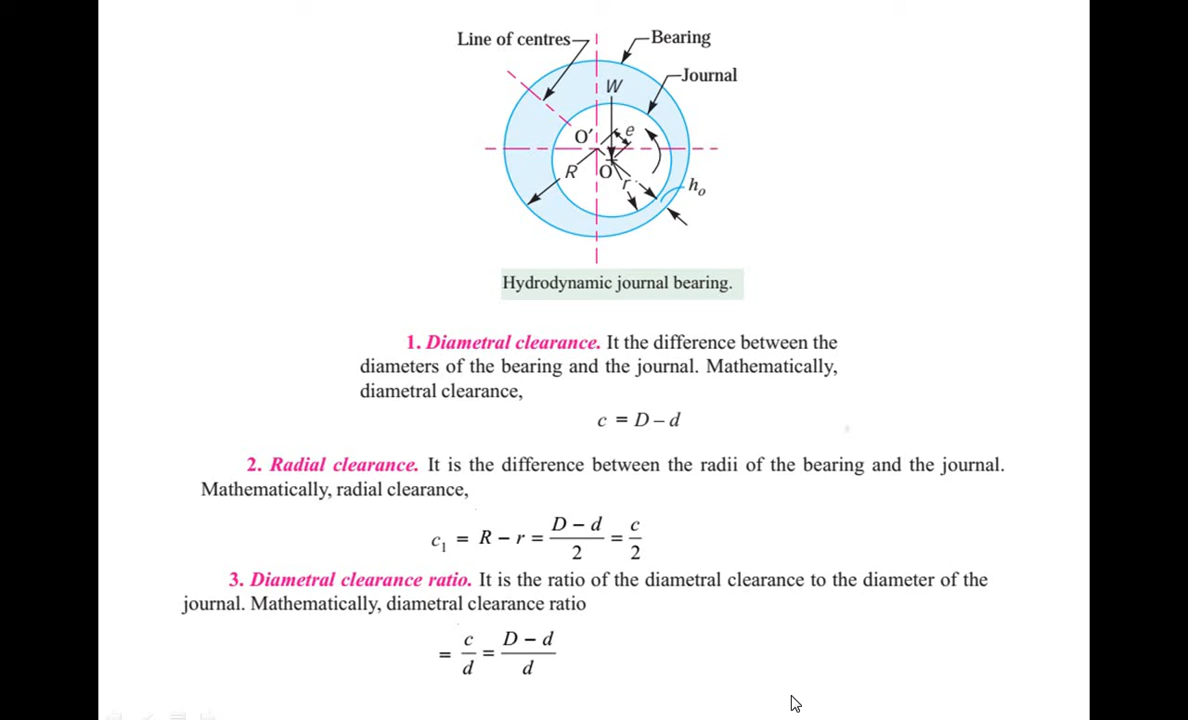 Line of centres
Bearing
Journal
W
O′
e
R
O
r
hₒ
Hydrodynamic journal bearing.
1. Diametral clearance. It the difference between the
diameters of the bearing and the journal. Mathematically,
diametral clearance,
c = D – d
2. Radial clearance. It is the difference between the radii of the bearing and the journal.
Mathematically, radial clearance,
c₁ = R – r = (D – d)/2 = c/2
3. Diametral clearance ratio. It is the ratio of the diametral clearance to the diameter of the
journal. Mathematically, diametral clearance ratio
= c/d = (D – d)/d